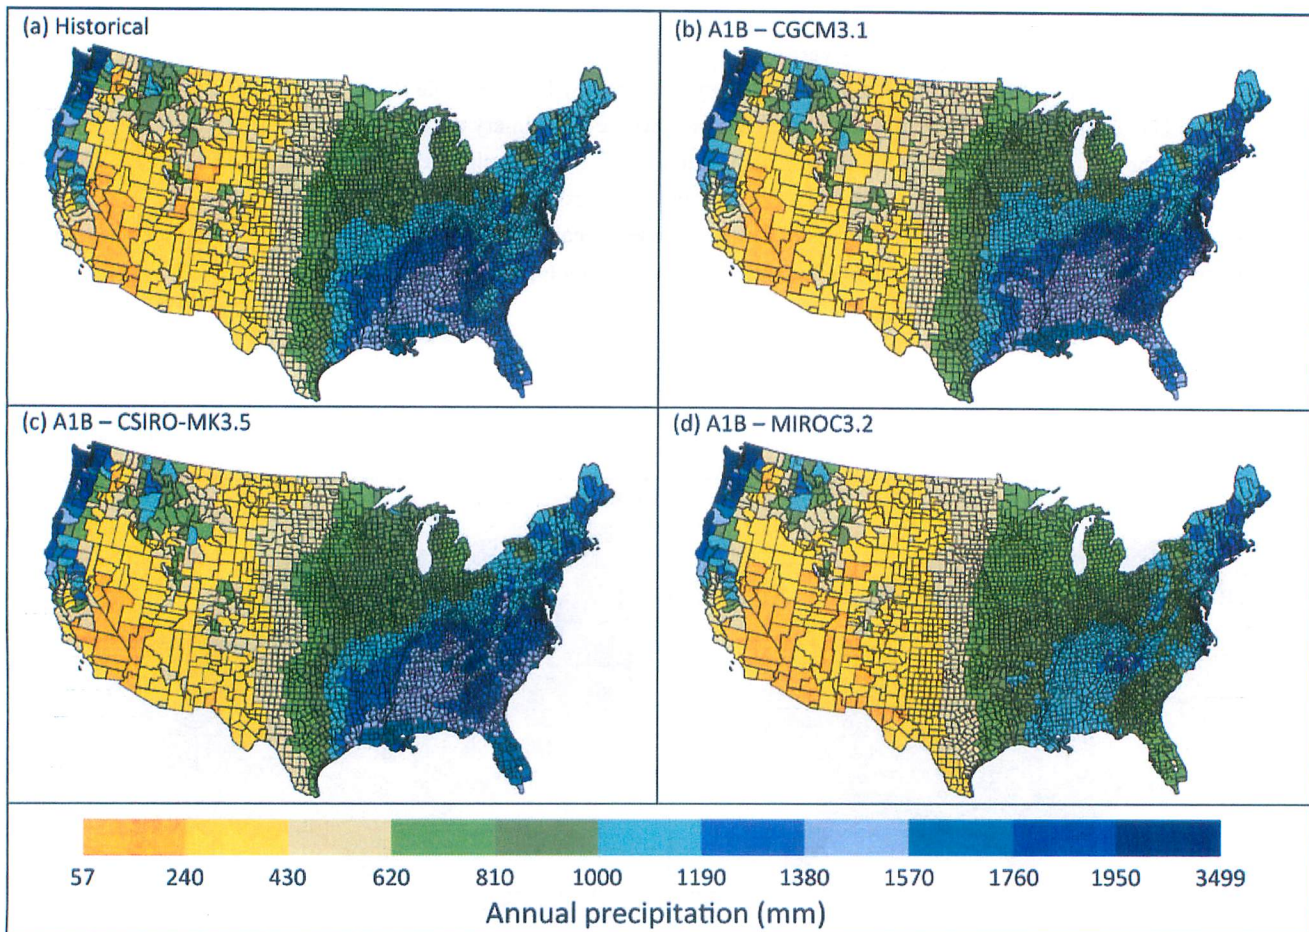 (a) Historical
(b) A1B – CGCM3.1
(c) A1B – CSIRO-MK3.5
(d) A1B – MIROC3.2
57 240 430 620 810 1000 1190 1380 1570 1760 1950 3499
Annual precipitation (mm)